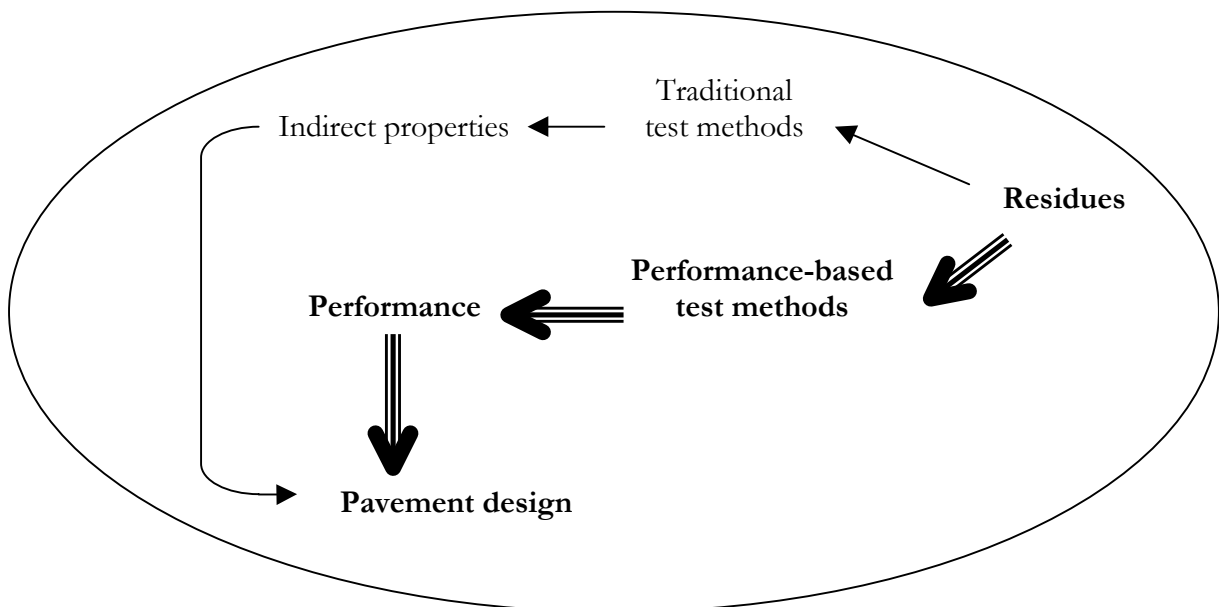 Traditional
Indirect properties
test methods
Residues
Performance-based
test methods
Performance
Pavement design